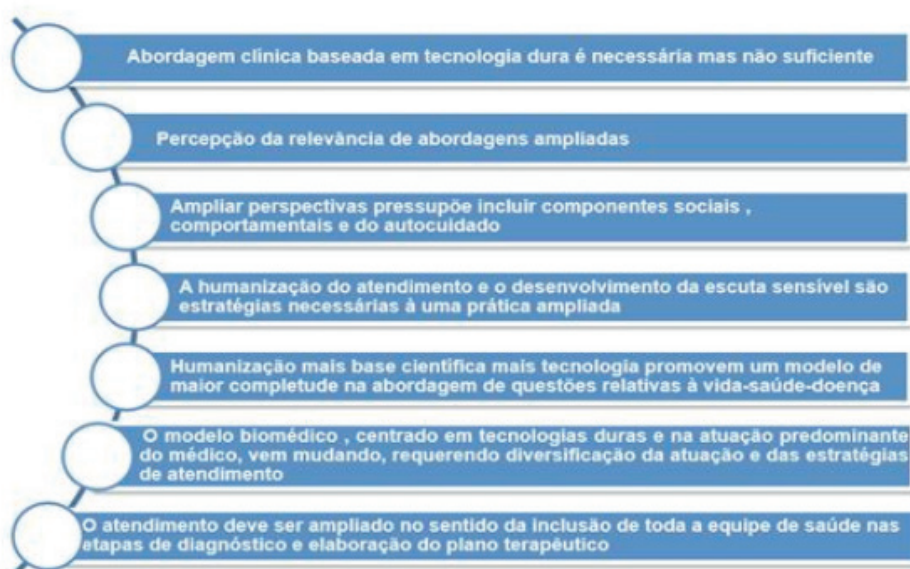 Abordagem clínica baseada em tecnologia dura é necessária mas não suficiente
Percepção da relevância de abordagens ampliadas
Ampliar perspectivas pressupõe incluir componentes sociais ,
comportamentais e do autocuidado
A humanização do atendimento e o desenvolvimento da escuta sensível são
estratégias necessárias à uma prática ampliada
Humanização mais base científica mais tecnologia promovem um modelo de
maior completude na abordagem de questões relativas à vida-saúde-doença
O modelo biomédico , centrado em tecnologias duras e na atuação predominante
do médico, vem mudando, requerendo diversificação da atuação e das estratégias
de atendimento
O atendimento deve ser ampliado no sentido da inclusão de toda a equipe de saúde nas
etapas de diagnóstico e elaboração do plano terapêutico